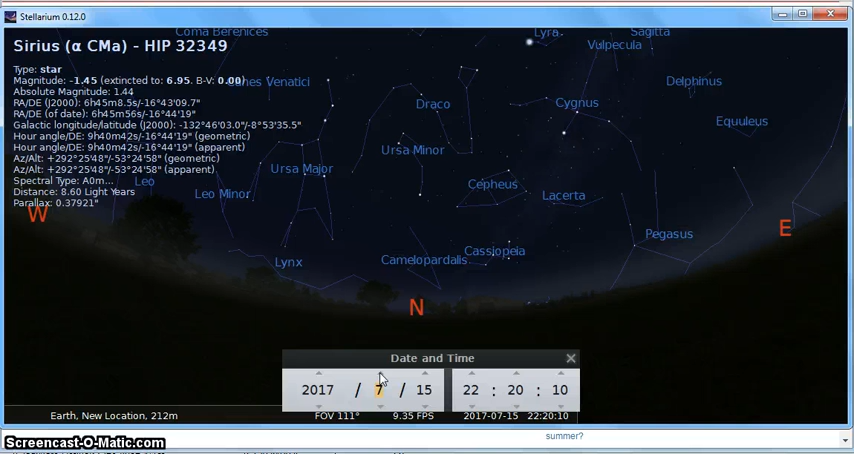 Stellarium 0.12.0
Coma Berenices
Lyra
Sagitta
Sirius (α CMa) - HIP 32349
Vulpecula
Type: star
Magnitude: -1.45 (extincted to: 6.95. B-V: 0.00)
Canes Venatici
Delphinus
Absolute Magnitude: 1.44
RA/DE (J2000): 6h45m8.5s/-16°43'09.7"
Draco
Cygnus
RA/DE (of date): 6h45m56s/-16°44'19"
Galactic longitude/latitude (J2000): -132°46'03.0"/-8°53'35.5"
Equuleus
Hour angle/DE: 9h40m42s/-16°44'19" (geometric)
Hour angle/DE: 9h40m42s/-16°44'19" (apparent)
Ursa Minor
Az/Alt: +292°25'48"/-53°24'58" (geometric)
Az/Alt: +292°25'48"/-53°24'58" (apparent)
Ursa Major
Spectral Type: A0m...
Leo
Cepheus
Distance: 8.60 Light Years
Leo Minor
Lacerta
Parallax: 0.37921"
W
E
Pegasus
Cassiopeia
Lynx
Camelopardalis
N
Date and Time
2017 / 7 / 15 22 : 20 : 10
Earth, New Location, 212m FOV 111° 9.35 FPS 2017-07-15 22:20:10
summer?
Screencast-O-Matic.com